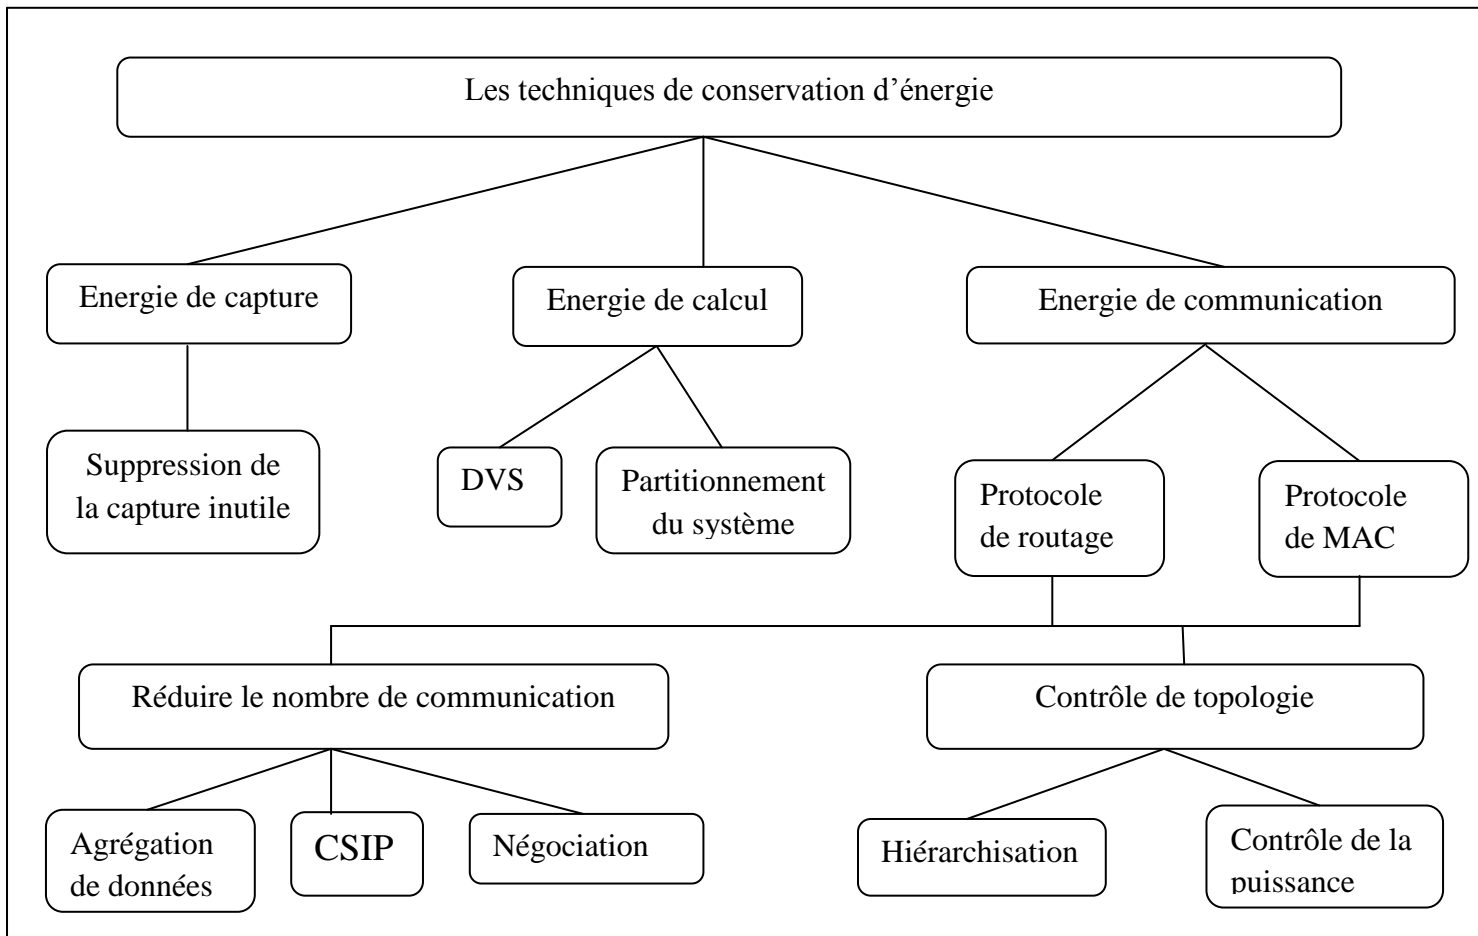 Les techniques de conservation d’énergie
Energie de capture
Energie de calcul
Energie de communication
Suppression de
la capture inutile
DVS
Partitionnement
du système
Protocole
de routage
Protocole
de MAC
Réduire le nombre de communication
Contrôle de topologie
Agrégation
de données
CSIP
Négociation
Hiérarchisation
Contrôle de la
puissance